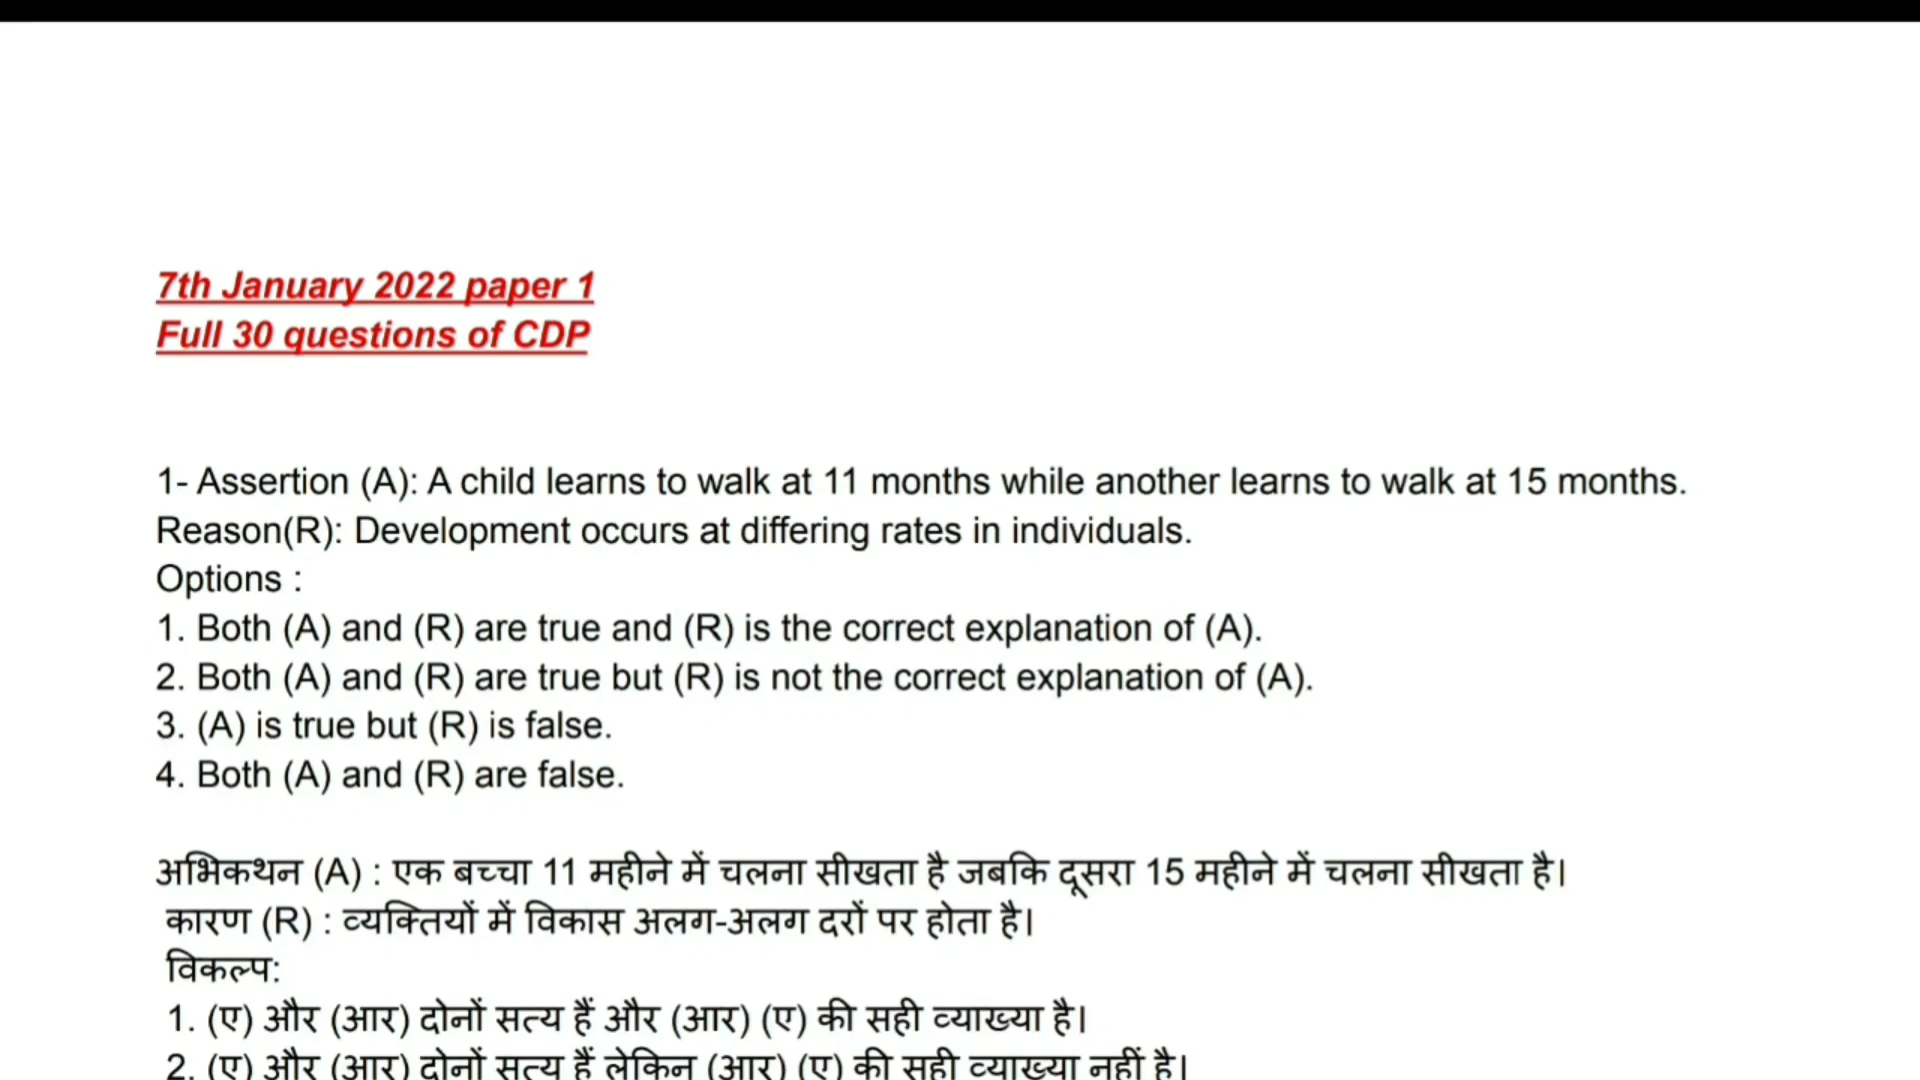 7th January 2022 paper 1
Full 30 questions of CDP
1- Assertion (A): A child learns to walk at 11 months while another learns to walk at 15 months.
Reason(R): Development occurs at differing rates in individuals.
Options :
1. Both (A) and (R) are true and (R) is the correct explanation of (A).
2. Both (A) and (R) are true but (R) is not the correct explanation of (A).
3. (A) is true but (R) is false.
4. Both (A) and (R) are false.
अभिकथन (A) : एक बच्चा 11 महीने में चलना सीखता है जबकि दूसरा 15 महीने में चलना सीखता है।
कारण (R) : व्यक्तियों में विकास अलग-अलग दरों पर होता है।
विकल्प:
1. (ए) और (आर) दोनों सत्य हैं और (आर) (ए) की सही व्याख्या है।
2. (ए) और (आर) दोनों सत्य हैं लेकिन (आर) (ए) की सही व्याख्या नहीं है।